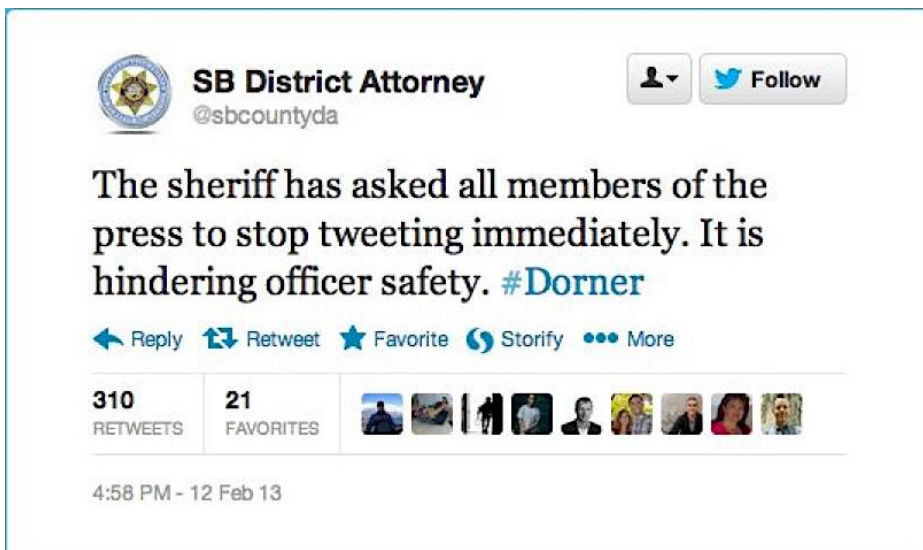 SB District Attorney
@sbcountyda
Follow
The sheriff has asked all members of the
press to stop tweeting immediately. It is
hindering officer safety. #Dorner
Reply Retweet Favorite Storify More
310 21
RETWEETS FAVORITES
4:58 PM - 12 Feb 13